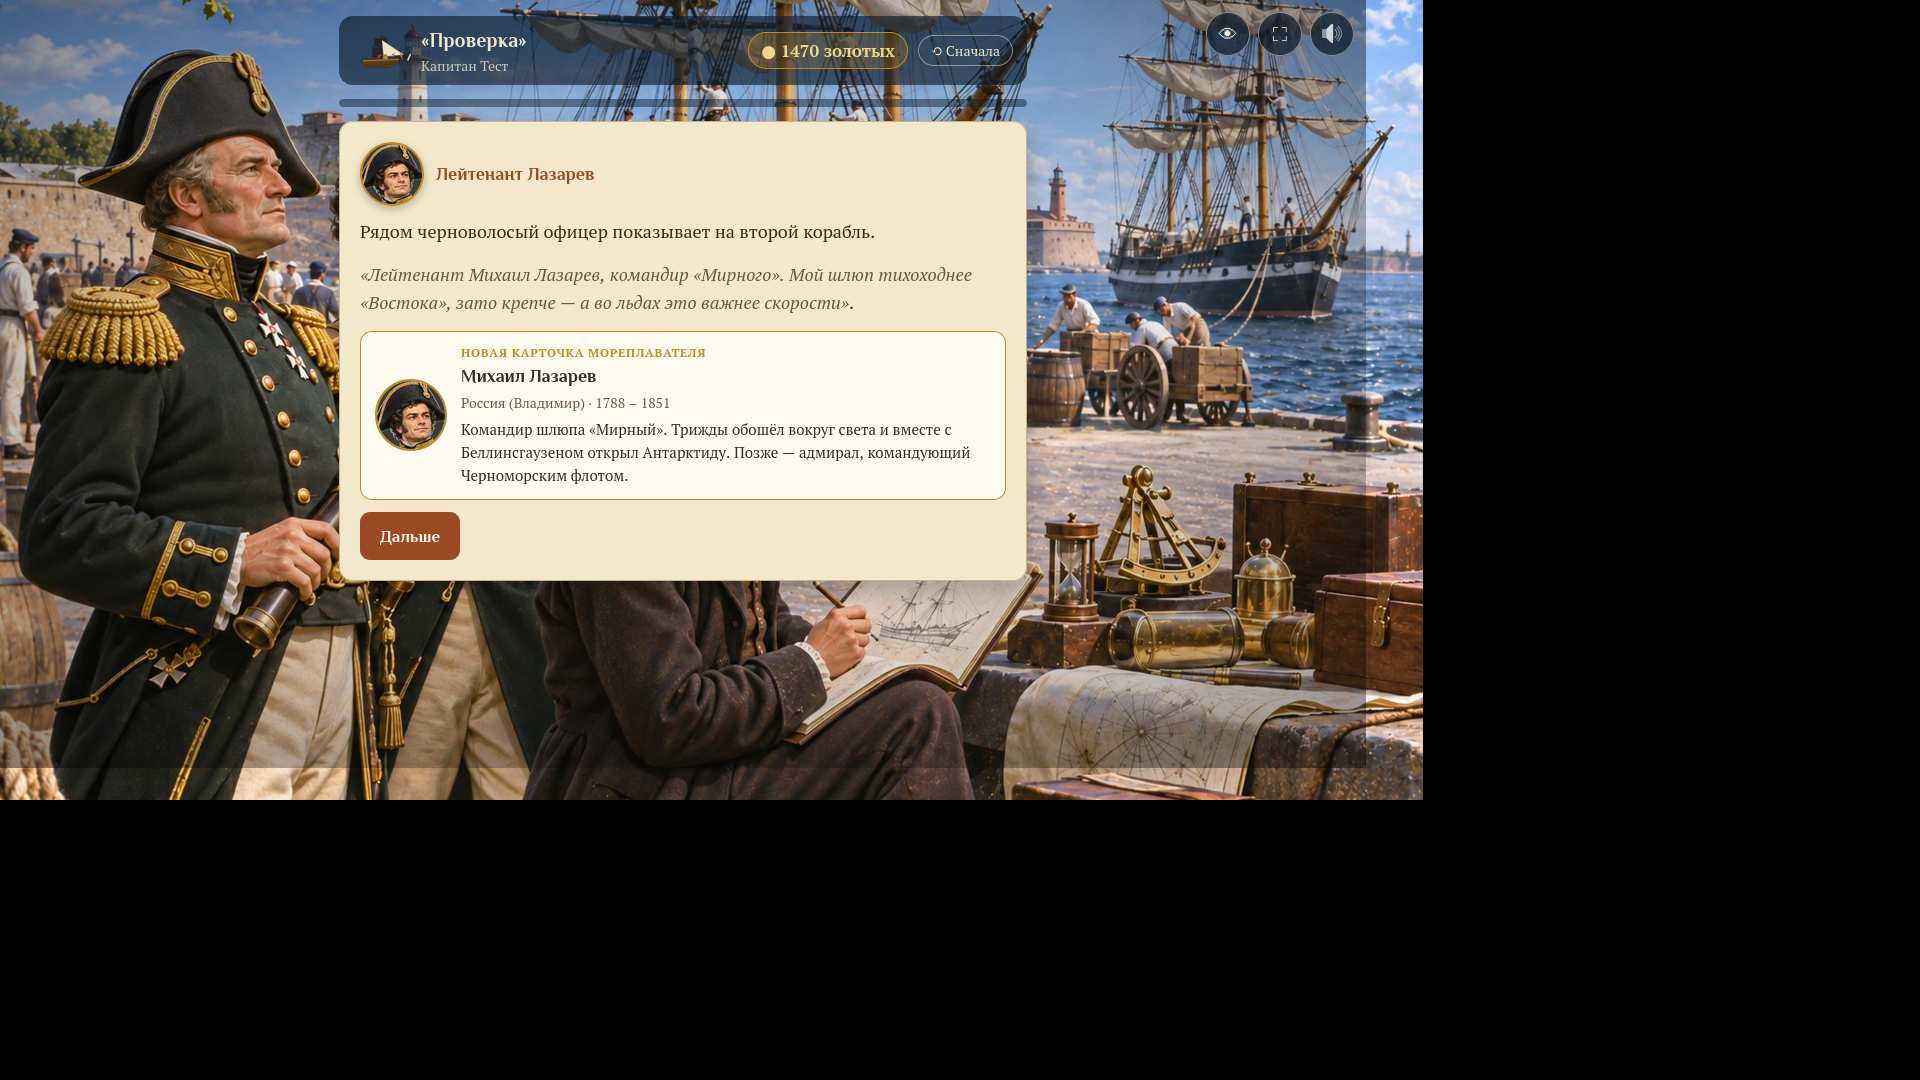 «Проверка»
Капитан Тест
1470 золотых
⟲ Сначала
Лейтенант Лазарев
Рядом черноволосый офицер показывает на второй корабль.
«Лейтенант Михаил Лазарев, командир «Мирного». Мой шлюп тихоходнее
«Востока», зато крепче — а во льдах это важнее скорости».
НОВАЯ КАРТОЧКА МОРЕПЛАВАТЕЛЯ
Михаил Лазарев
Россия (Владимир) · 1788 – 1851
Командир шлюпа «Мирный». Трижды обошёл вокруг света и вместе с
Беллинсгаузеном открыл Антарктиду. Позже — адмирал, командующий
Черноморским флотом.
Дальше